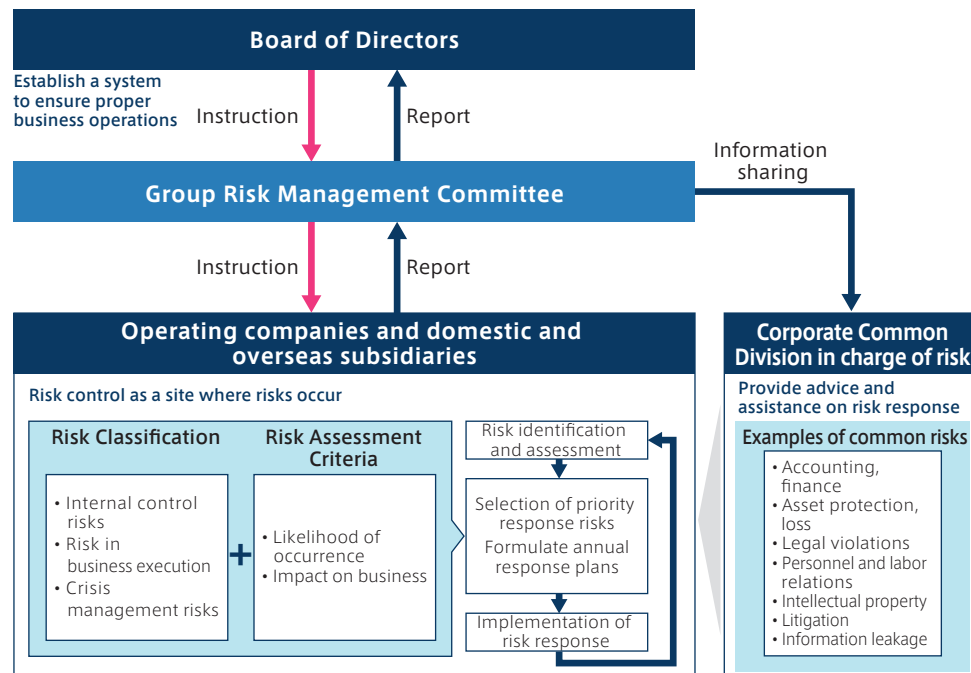 Board of Directors
Establish a system
to ensure proper
business operations
Instruction
Report
Information
sharing
Group Risk Management Committee
Instruction
Report
Operating companies and domestic and
overseas subsidiaries
Risk control as a site where risks occur
Risk Classification
• Internal control
risks
• Risk in
business execution
• Crisis
management risks
+
Risk Assessment
Criteria
• Likelihood of
occurrence
• Impact on business
Risk identification
and assessment
Selection of priority
response risks
Formulate annual
response plans
Implementation of
risk response
Corporate Common
Division in charge of risk
Provide advice and
assistance on risk response
Examples of common risks
• Accounting,
finance
• Asset protection,
loss
• Legal violations
• Personnel and labor
relations
• Intellectual property
• Litigation
• Information leakage